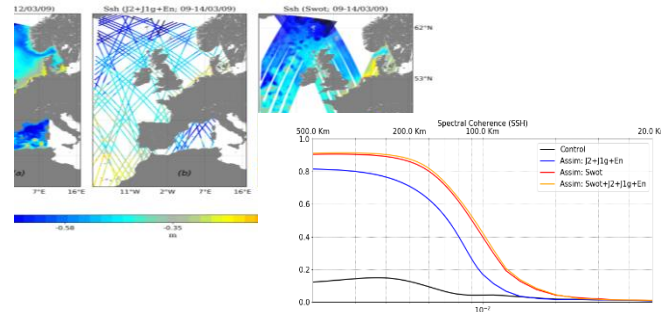 12/03/09)
Ssh (J2+J1g+En; 09-14/03/09)
Ssh (Swot; 09-14/03/09)
62°N
53°N
a)
(b)
7°E 16°E
11°W 2°W 7°E 16°E
-0.58 -0.35
m
Spectral Coherence (SSH)
500.0 Km 200.0 Km 100.0 Km 20.0 K
1.0
0.8
0.6
0.4
0.2
0.0
Control
Assim: J2+J1g+En
Assim: Swot
Assim: Swot+J2+J1g+En